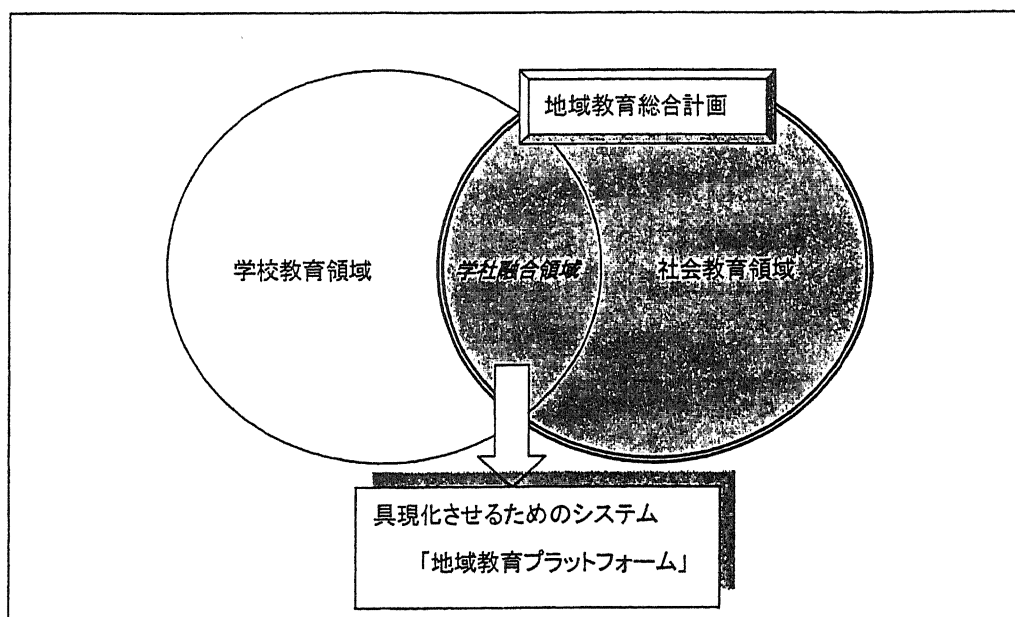 地域教育総合計画
学校教育領域
学社融合領域
社会教育領域
具現化させるためのシステム
「地域教育プラットフォーム」